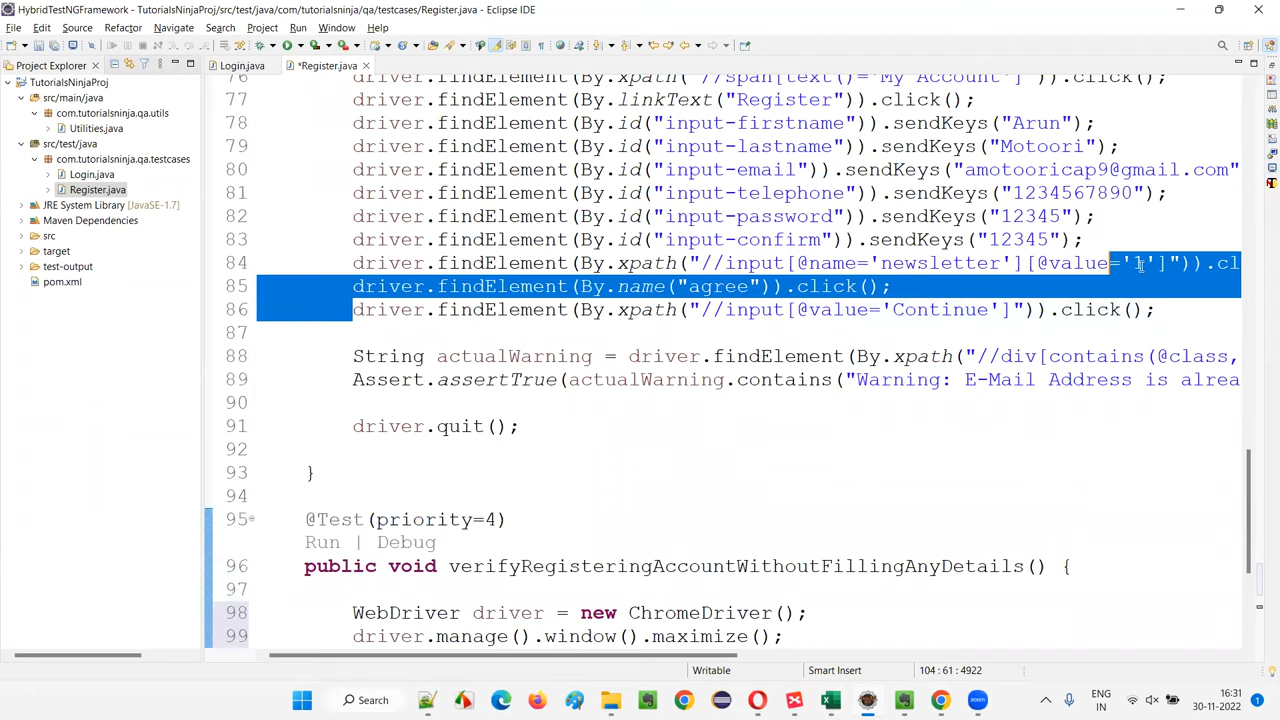 HybridTestNGFramework - TutorialsNinjaProj/src/test/java/com/tutorialsninja/qa/testcases/Register.java - Eclipse IDE
File Edit Source Refactor Navigate Search Project Run Window Help
Project Explorer
Login.java
*Register.java
TutorialsNinjaProj
src/main/java
com.tutorialsninja.qa.utils
Utilities.java
src/test/java
com.tutorialsninja.qa.testcases
Login.java
Register.java
JRE System Library [JavaSE-1.7]
Maven Dependencies
src
target
test-output
pom.xml
76 driver.findElement(By.xpath("//span[text()='My Account']")).click();
77 driver.findElement(By.linkText("Register")).click();
78 driver.findElement(By.id("input-firstname")).sendKeys("Arun");
79 driver.findElement(By.id("input-lastname")).sendKeys("Motoori");
80 driver.findElement(By.id("input-email")).sendKeys("amotooricap9@gmail.com"
81 driver.findElement(By.id("input-telephone")).sendKeys("1234567890");
82 driver.findElement(By.id("input-password")).sendKeys("12345");
83 driver.findElement(By.id("input-confirm")).sendKeys("12345");
84 driver.findElement(By.xpath("//input[@name='newsletter'][@value='1']")).cl
85 driver.findElement(By.name("agree")).click();
86 driver.findElement(By.xpath("//input[@value='Continue']")).click();
87
88 String actualWarning = driver.findElement(By.xpath("//div[contains(@class,
89 Assert.assertTrue(actualWarning.contains("Warning: E-Mail Address is alrea
90
91 driver.quit();
92
93 }
94
95 @Test(priority=4)
Run | Debug
96 public void verifyRegisteringAccountWithoutFillingAnyDetails() {
97
98 WebDriver driver = new ChromeDriver();
99 driver.manage().window().maximize();
Writable Smart Insert 104 : 61 : 4922
Search
ENG
IN
16:31
30-11-2022
1